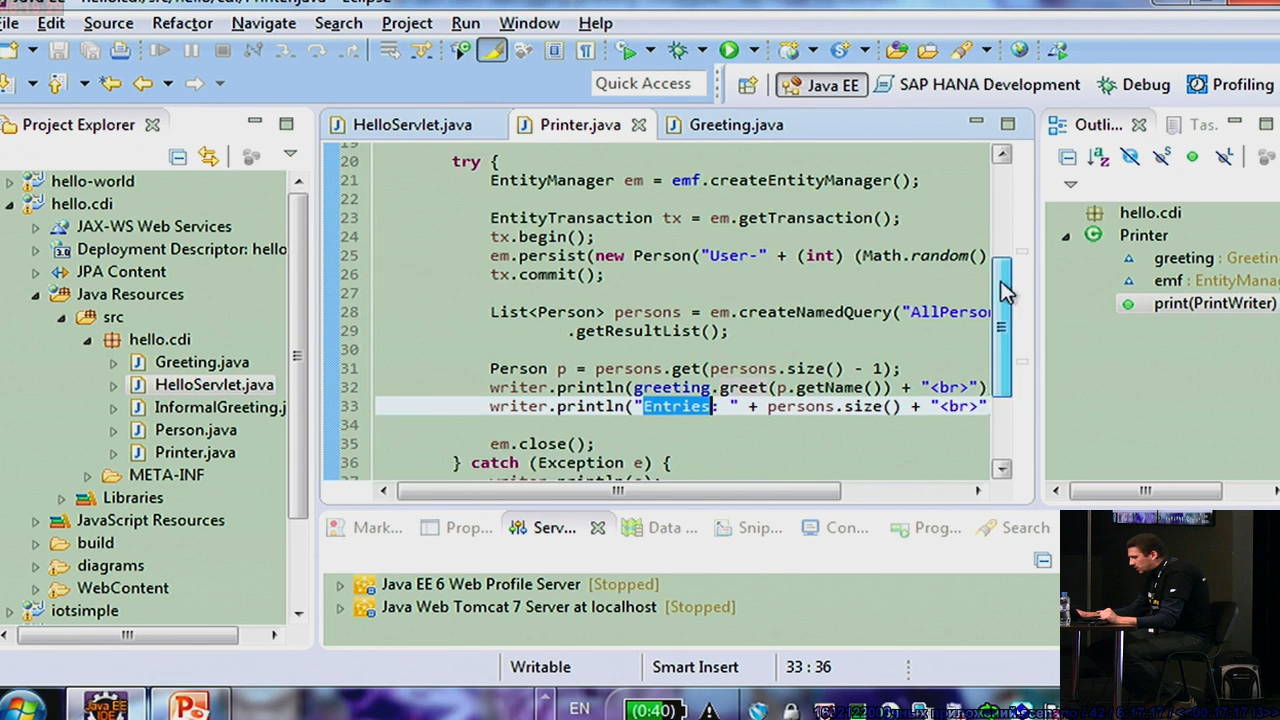 Refactor Navigate Search Project Run Window Help
File Edit Source
Quick Access
Java EE SAP HANA Development Debug Profiling
Project Explorer
HelloServlet.java Printer.java Greeting.java
Outli... Tas.
hello-world
hello.cdi
JAX-WS Web Services
Deployment Descriptor: hello
JPA Content
Java Resources
src
hello.cdi
Greeting.java
HelloServlet.java
InformalGreeting.j
Person.java
Printer.java
META-INF
Libraries
JavaScript Resources
build
diagrams
WebContent
iotsimple
20 try {
21 EntityManager em = emf.createEntityManager();
22
23 EntityTransaction tx = em.getTransaction();
24 tx.begin();
25 em.persist(new Person("User-" + (int) (Math.random()
26 tx.commit();
27
28 List<Person> persons = em.createNamedQuery("AllPerson
29 .getResultList();
30
31 Person p = persons.get(persons.size() - 1);
32 writer.println(greeting.greet(p.getName()) + "<br>")
33 writer.println("Entries: " + persons.size() + "<br>"
34
35 em.close();
36 } catch (Exception e) {
hello.cdi
Printer
greeting : Greetin
emf : EntityMana
print(PrintWriter)
Mark... Prop... Serv... Data ... Snip... Con... Prog... Search
Java EE 6 Web Profile Server [Stopped]
Java Web Tomcat 7 Server at localhost [Stopped]
Writable Smart Insert 33 : 36
Java EE IDE
EN
(0:40)